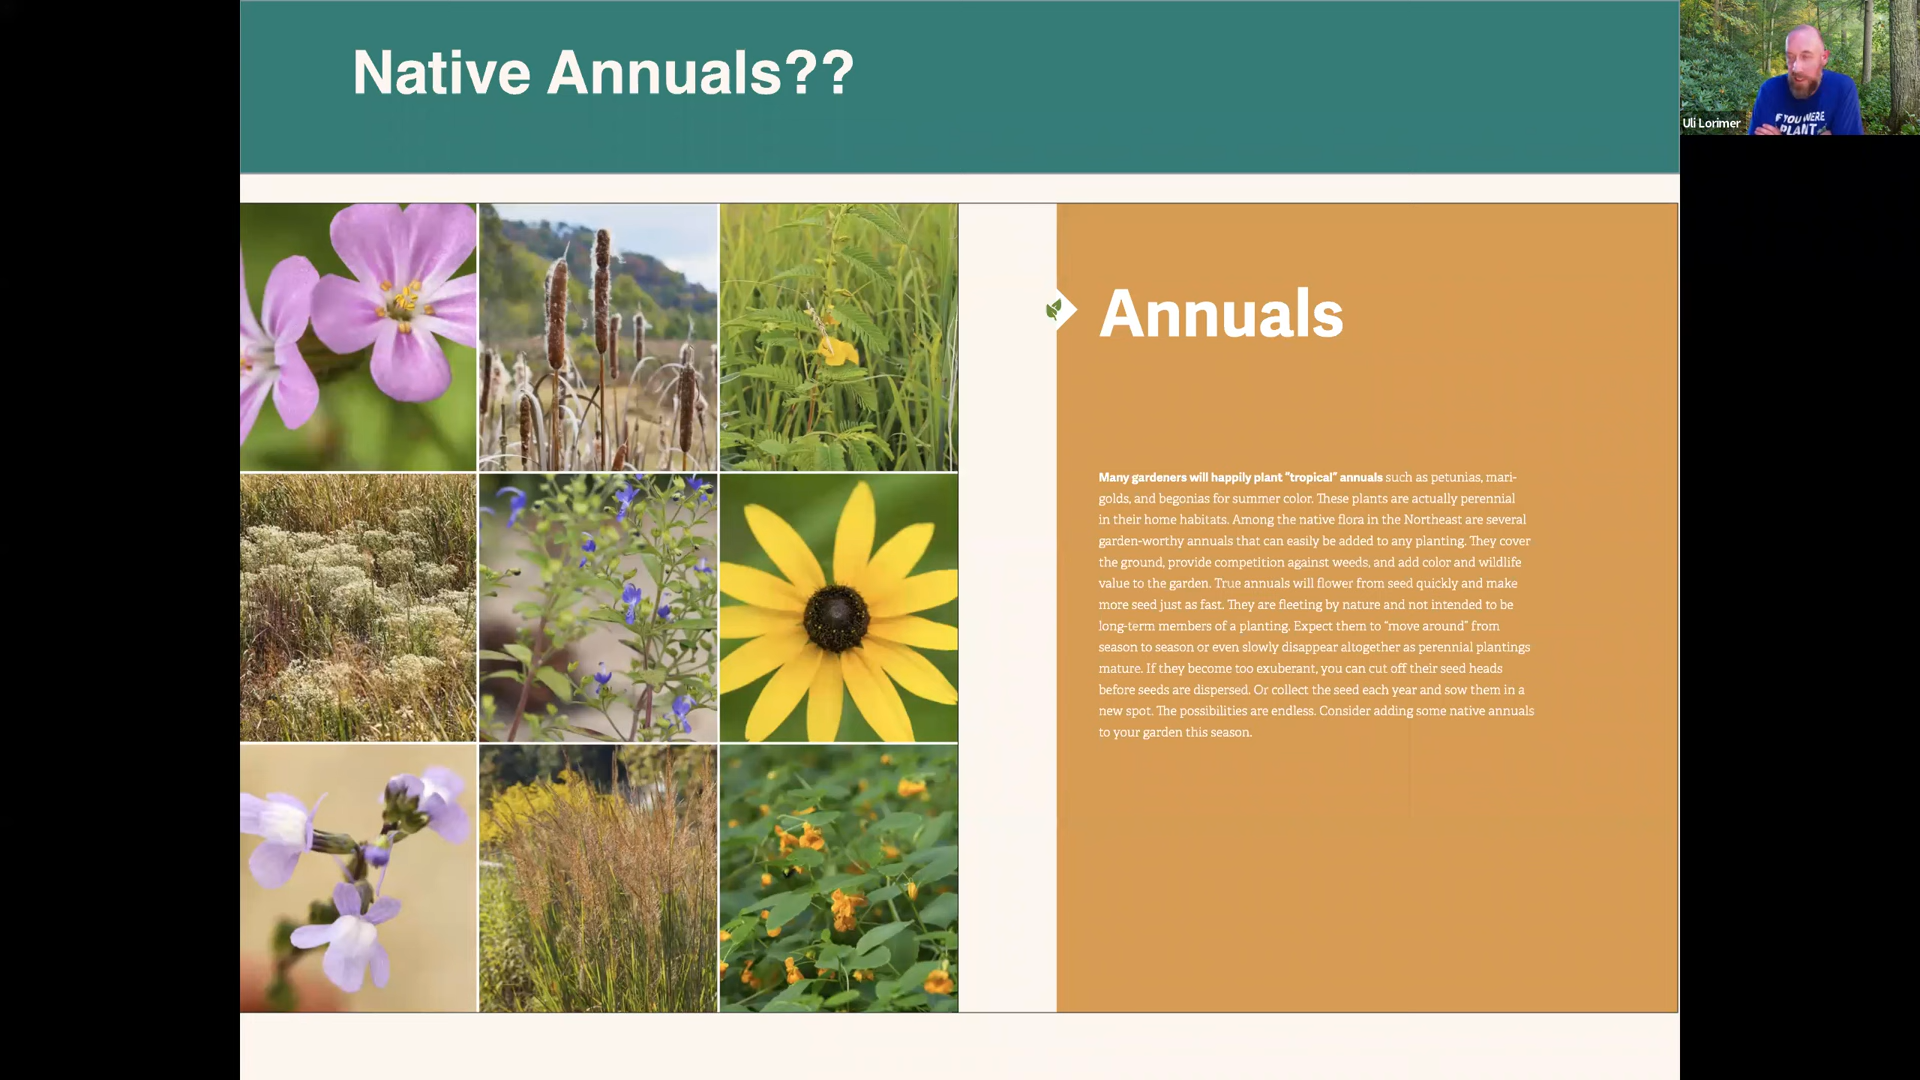 Native Annuals??
Uli Lorimer
F YOU WERE
PLANT
Annuals
Many gardeners will happily plant "tropical" annuals such as petunias, mari-
golds, and begonias for summer color. These plants are actually perennial
in their home habitats. Among the native flora in the Northeast are several
garden-worthy annuals that can easily be added to any planting. They cover
the ground, provide competition against weeds, and add color and wildlife
value to the garden. True annuals will flower from seed quickly and make
more seed just as fast. They are fleeting by nature and not intended to be
long-term members of a planting. Expect them to "move around" from
season to season or even slowly disappear altogether as perennial plantings
mature. If they become too exuberant, you can cut off their seed heads
before seeds are dispersed. Or collect the seed each year and sow them in a
new spot. The possibilities are endless. Consider adding some native annuals
to your garden this season.